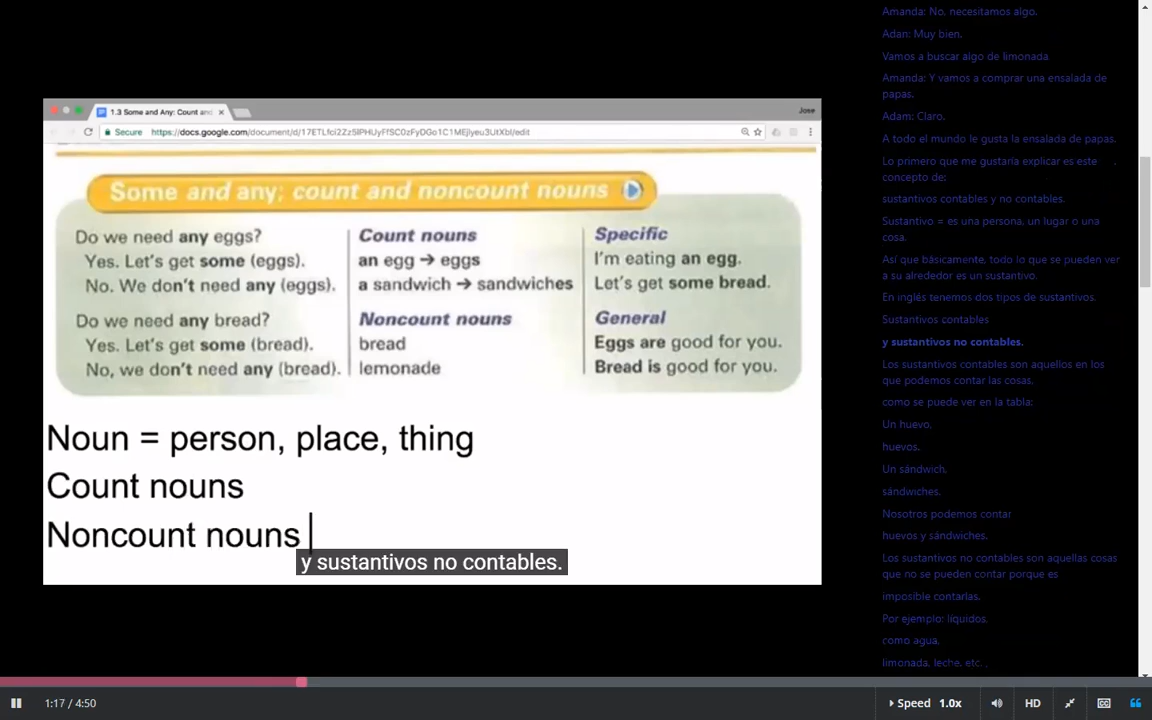 1.3 Some and Any: Count and
Jose
Secure
https://docs.google.com/document/d/17ETLfci2Zz5lPHUyFfSC0zFyDGo1C1MEjlyeu3UtXbI/edit
Some and any; count and noncount nouns
Do we need any eggs?
Yes. Let's get some (eggs).
No. We don't need any (eggs).
Do we need any bread?
Yes. Let's get some (bread).
No, we don't need any (bread).
Count nouns
an egg → eggs
a sandwich → sandwiches
Noncount nouns
bread
lemonade
Specific
I'm eating an egg.
Let's get some bread.
General
Eggs are good for you.
Bread is good for you.
Noun = person, place, thing
Count nouns
Noncount nouns
y sustantivos no contables.
1:17 / 4:50
Speed 1.0x
HD
Amanda: No, necesitamos algo.
Adan: Muy bien.
Vamos a buscar algo de limonada
Amanda: Y vamos a comprar una ensalada de
papas.
Adam: Claro.
A todo el mundo le gusta la ensalada de papas.
Lo primero que me gustaría explicar es este
concepto de:
sustantivos contables y no contables.
Sustantivo = es una persona, un lugar o una
cosa.
Así que básicamente, todo lo que se pueden ver
a su alrededor es un sustantivo.
En inglés tenemos dos tipos de sustantivos.
Sustantivos contables
y sustantivos no contables.
Los sustantivos contables son aquellos en los
que podemos contar las cosas,
como se puede ver en la tabla:
Un huevo,
huevos.
Un sándwich,
sándwiches.
Nosotros podemos contar
huevos y sándwiches.
Los sustantivos no contables son aquellas cosas
que no se pueden contar porque es
imposible contarlas.
Por ejemplo: líquidos,
como agua,
limonada, leche, etc. ,